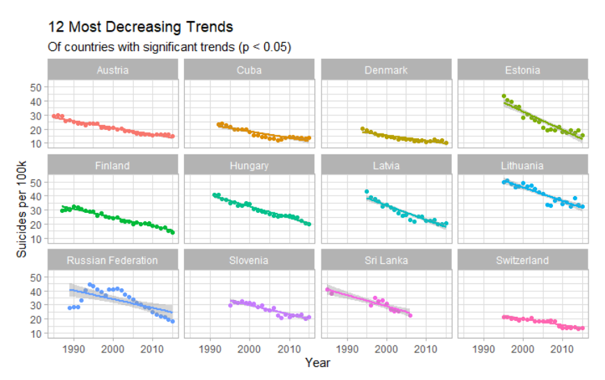 12 Most Decreasing Trends
Of countries with significant trends (p < 0.05)
Austria Cuba Denmark Estonia
50
40
30
20
10
Finland Hungary Latvia Lithuania
50
40
30
20
10
Russian Federation Slovenia Sri Lanka Switzerland
50
40
30
20
10
1990 2000 2010 1990 2000 2010 1990 2000 2010 1990 2000 2010
Suicides per 100k
Year